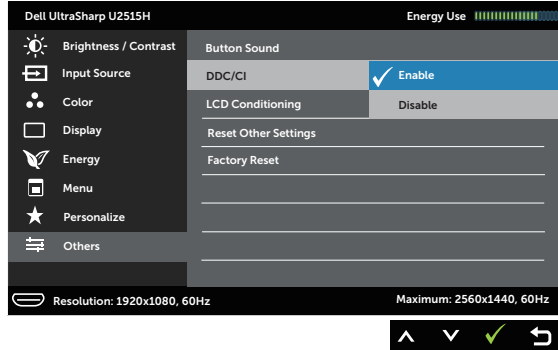 Dell UltraSharp U2515H
Energy Use
Brightness / Contrast
Button Sound
Input Source
DDC/CI
Enable
Color
LCD Conditioning
Disable
Display
Reset Other Settings
Energy
Factory Reset
Menu
Personalize
Others
Resolution: 1920x1080, 60Hz
Maximum: 2560x1440, 60Hz